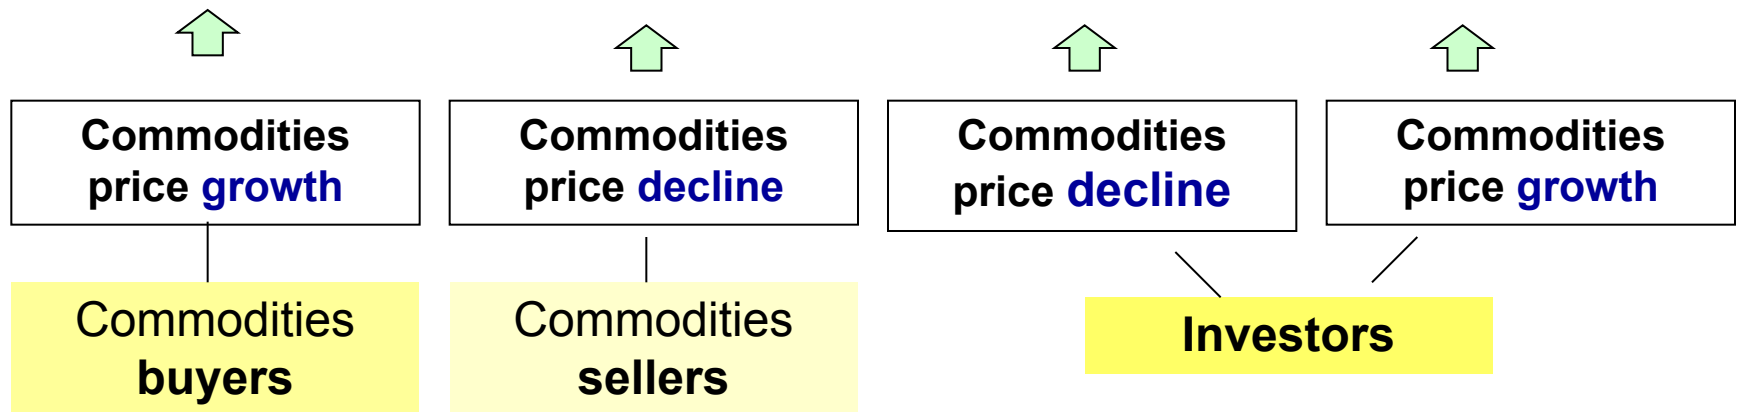 Commodities
price growth
Commodities
price decline
Commodities
price decline
Commodities
price growth
Commodities
buyers
Commodities
sellers
Investors